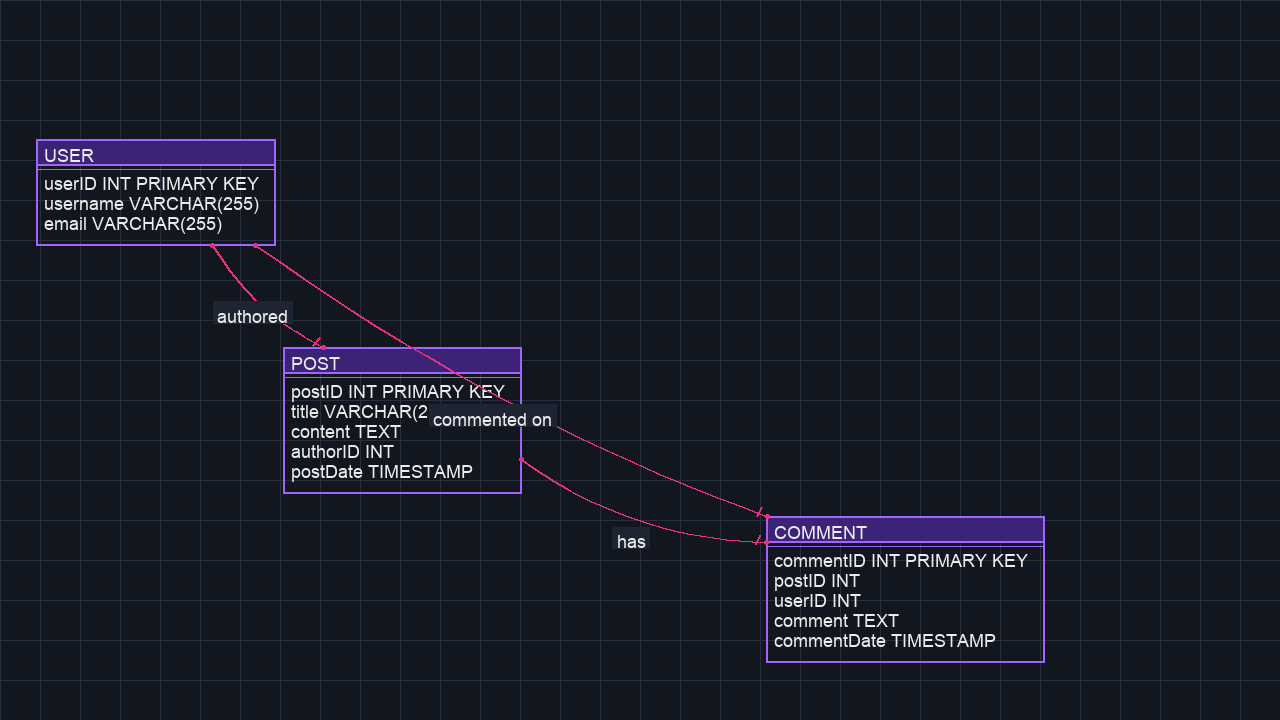 USER
userID INT PRIMARY KEY
username VARCHAR(255)
email VARCHAR(255)
authored
POST
postID INT PRIMARY KEY
title VARCHAR(2
commented on
content TEXT
authorID INT
postDate TIMESTAMP
has
COMMENT
commentID INT PRIMARY KEY
postID INT
userID INT
comment TEXT
commentDate TIMESTAMP